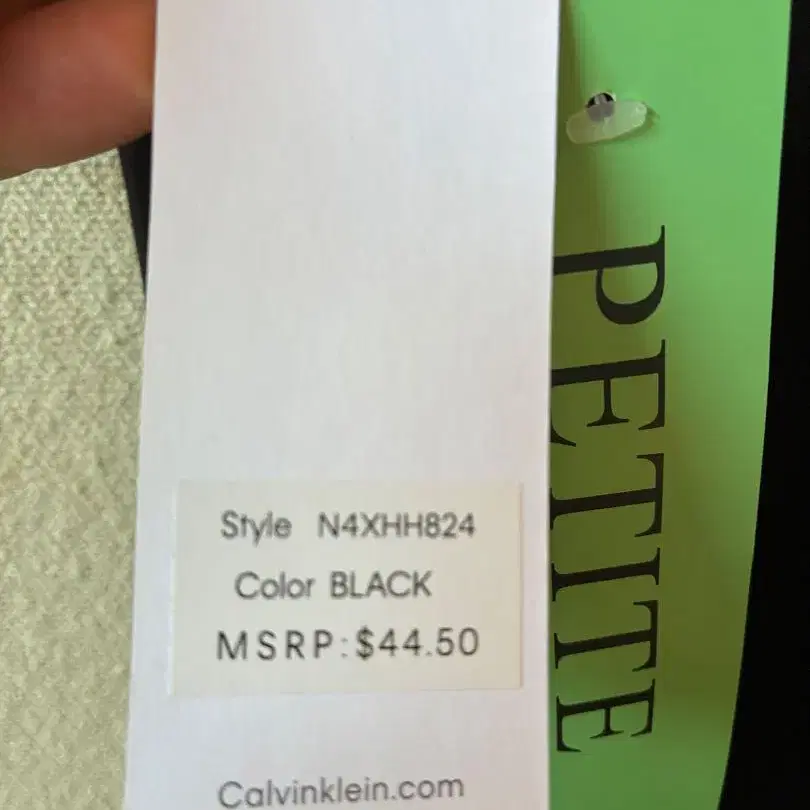 Style N4XHH824
Color BLACK
MSRP:$44.50
Calvinklein.com
PETITE